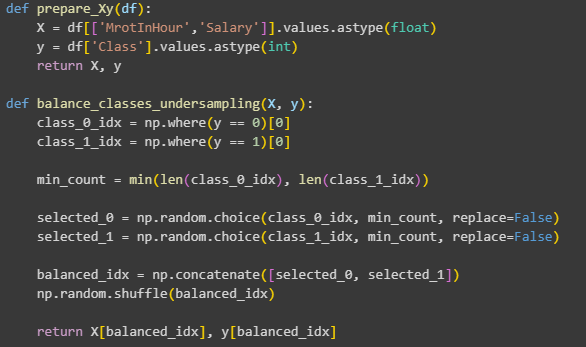 def prepare_Xy(df):
    X = df[['MrotInHour','Salary']].values.astype(float)
    y = df['Class'].values.astype(int)
    return X, y

def balance_classes_undersampling(X, y):
    class_0_idx = np.where(y == 0)[0]
    class_1_idx = np.where(y == 1)[0]

    min_count = min(len(class_0_idx), len(class_1_idx))

    selected_0 = np.random.choice(class_0_idx, min_count, replace=False)
    selected_1 = np.random.choice(class_1_idx, min_count, replace=False)

    balanced_idx = np.concatenate([selected_0, selected_1])
    np.random.shuffle(balanced_idx)

    return X[balanced_idx], y[balanced_idx]